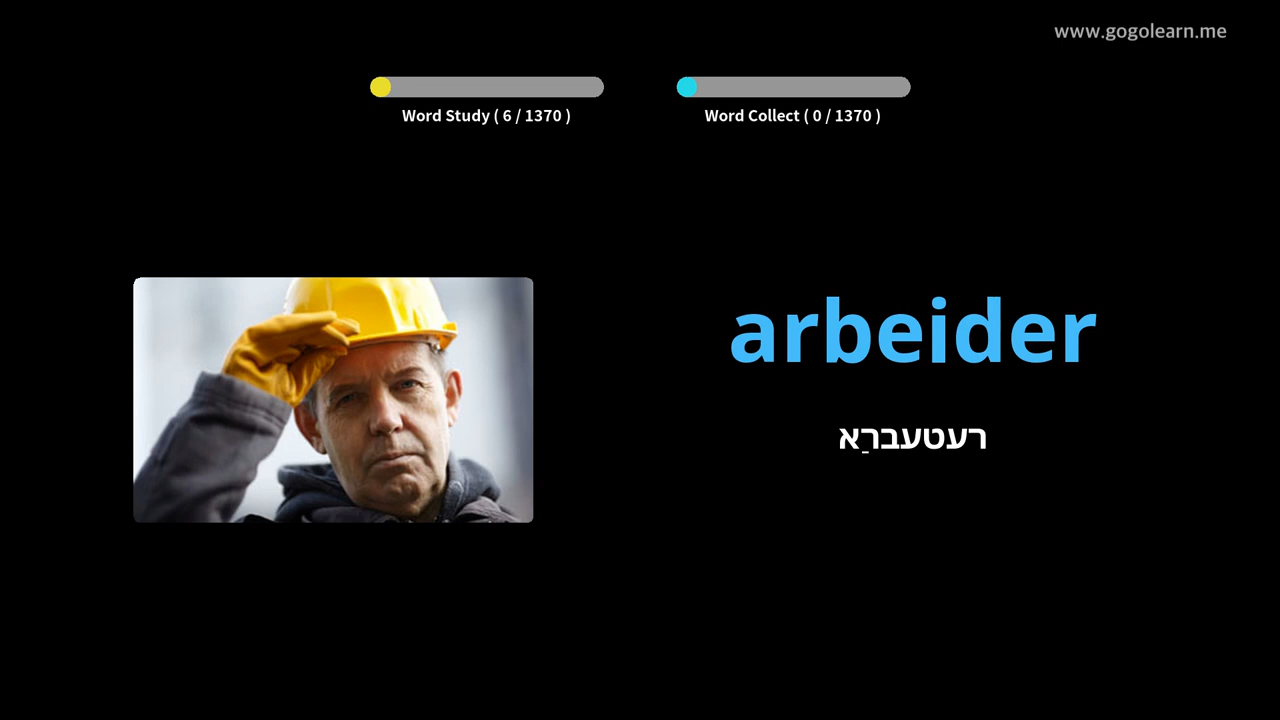 www.gogolearn.me
Word Study ( 6 / 1370 )
Word Collect ( 0 / 1370 )
arbeider
רעטעברַא